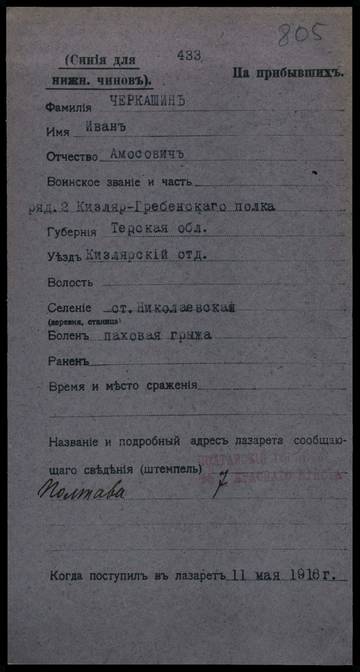 433
805
(Синія для
нижн. чиновъ).
На прибывшихъ.
Фамилія ЧЕРКАШИНЪ
Имя Иванъ
Отчество Амосовичъ
Воинское званіе и часть
ряд. 2 Кизляр-Гребенскаго полка
Губернія Терская обл.
Уѣздъ Кизлярскій отд.
Волость
Селеніе ст. Николаевская
(деревня, станица)
Боленъ паховая грыжа
Раненъ
Время и мѣсто сраженія
Названіе и подробный адресъ лазарета сообщаю-
щаго свѣдѣнія (штемпель)
Полтава 7
Когда поступил въ лазаретъ 11 мая 1916 г.